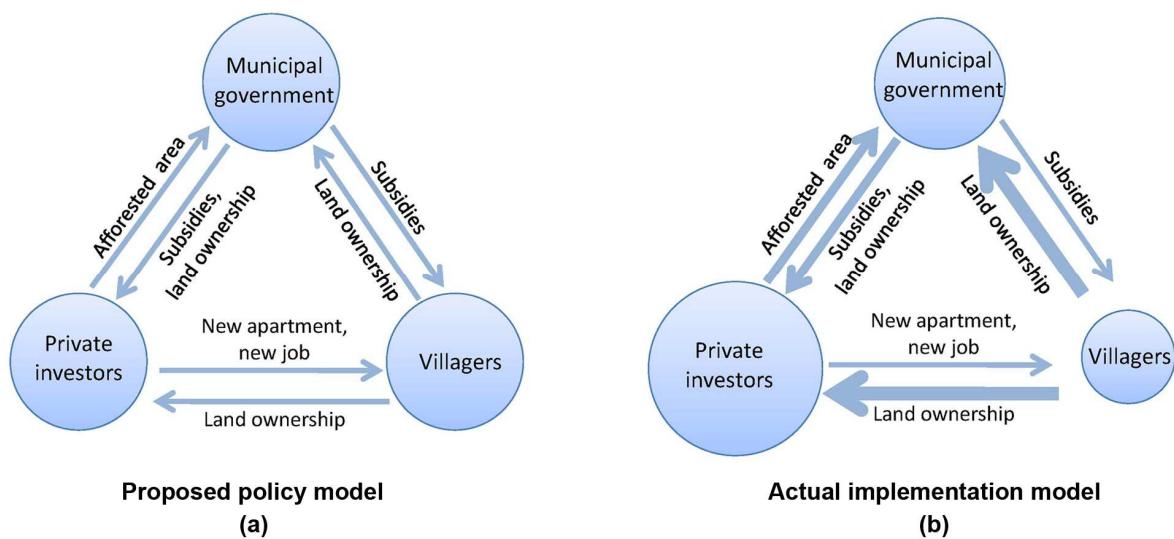 Municipal
government
Afforested area
Subsidies,
land ownership
Land ownership
Subsidies
Private
investors
New apartment,
new job
Villagers
Land ownership
Proposed policy model
(a)
Municipal
government
Afforested area
Subsidies,
land ownership
Land ownership
Subsidies
Private
investors
New apartment,
new job
Villagers
Land ownership
Actual implementation model
(b)